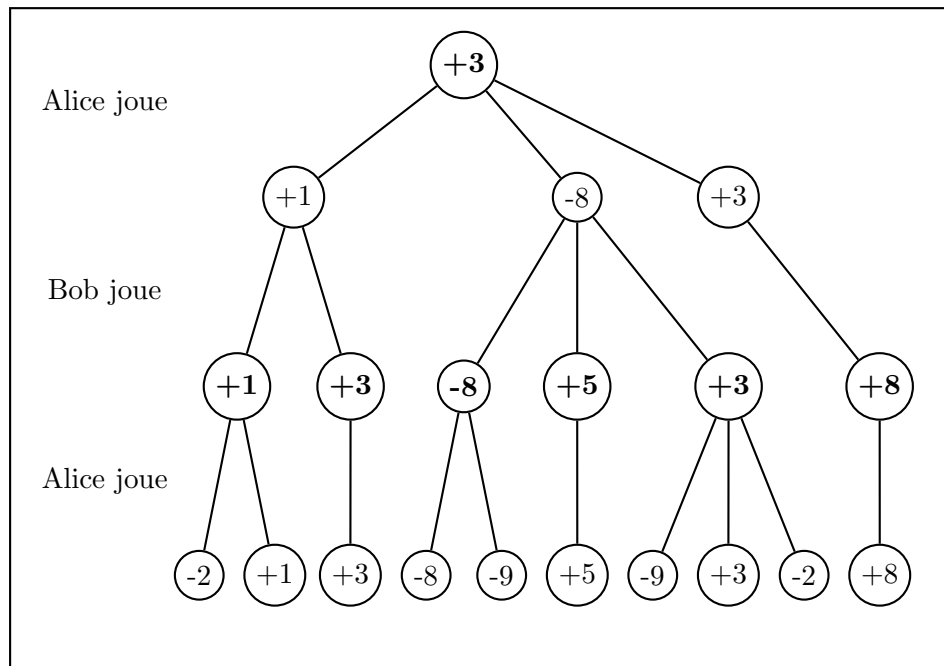 +3
Alice joue
+1 -8 +3
Bob joue
+1 +3 -8 +5 +3 +8
Alice joue
-2 +1 +3 -8 -9 +5 -9 +3 -2 +8